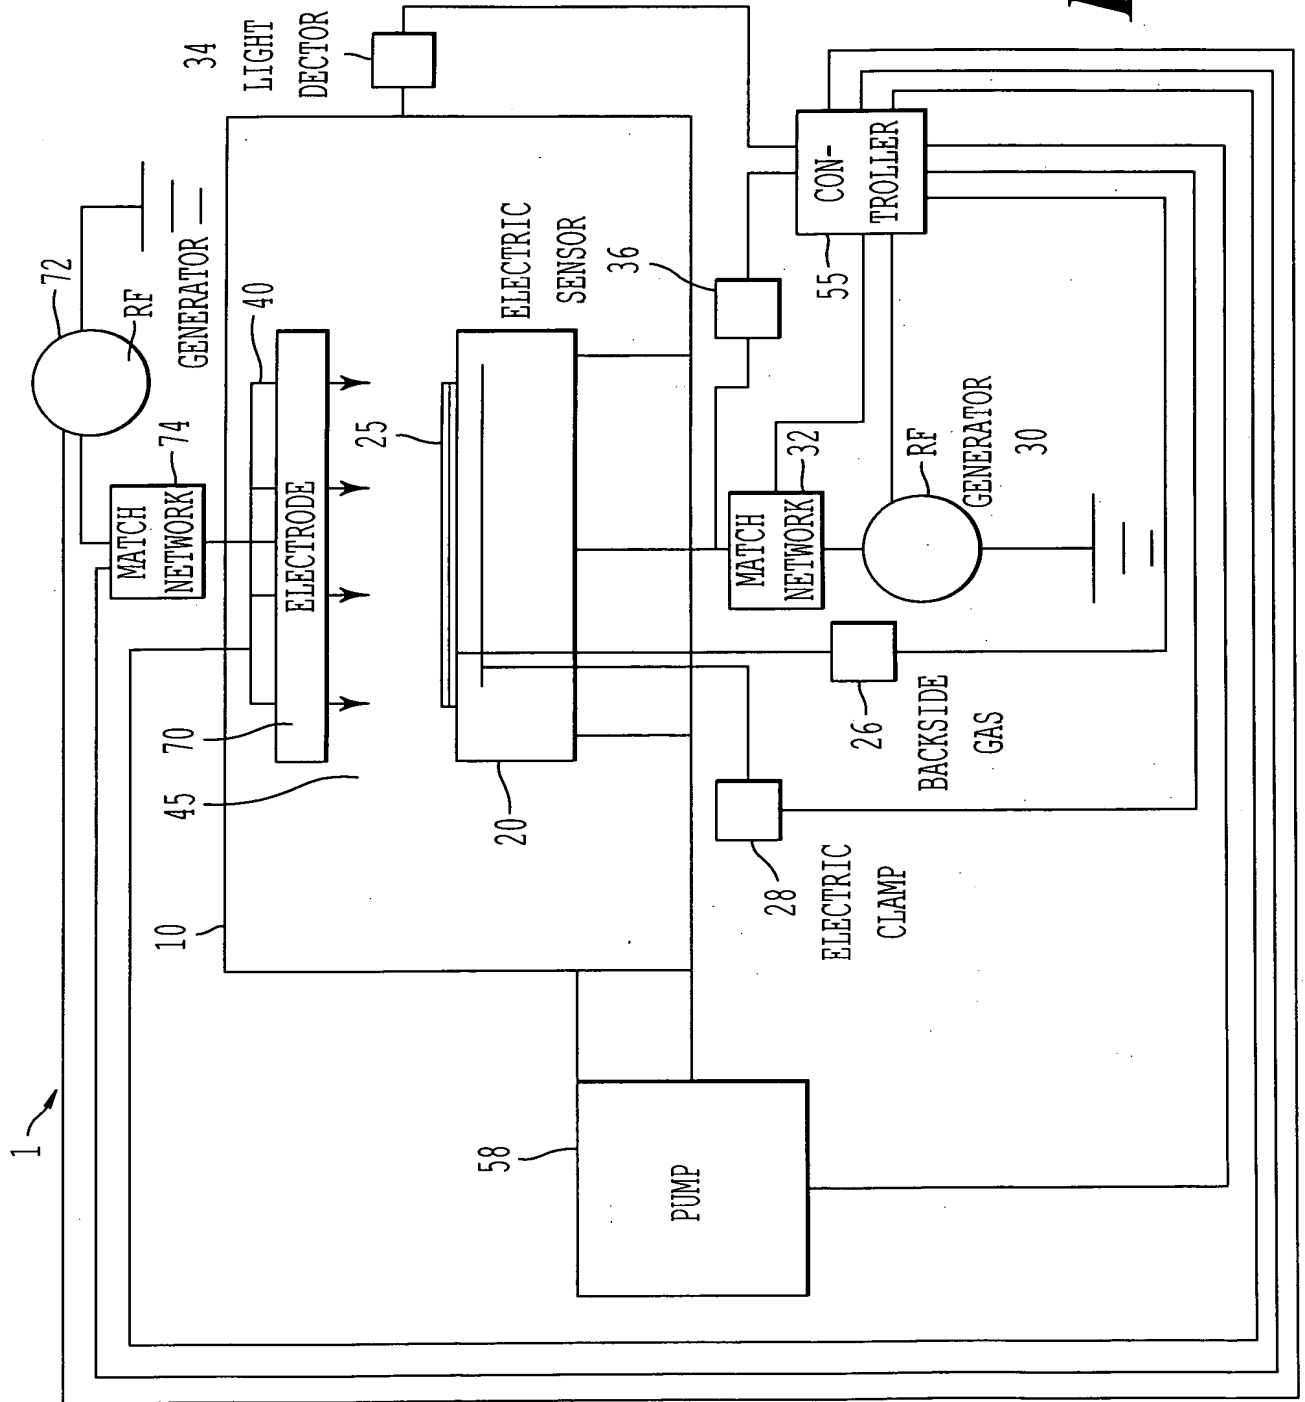 1
72
RF
GENERATOR
34
LIGHT
DECTOR
74
MATCH
NETWORK
40
ELECTRODE
70
45
10
25
ELECTRIC
SENSOR
36
20
58
PUMP
CON-
TROLLER
55
MATCH
NETWORK
32
RF
GENERATOR
30
26
BACKSIDE
GAS
28
ELECTRIC
CLAMP